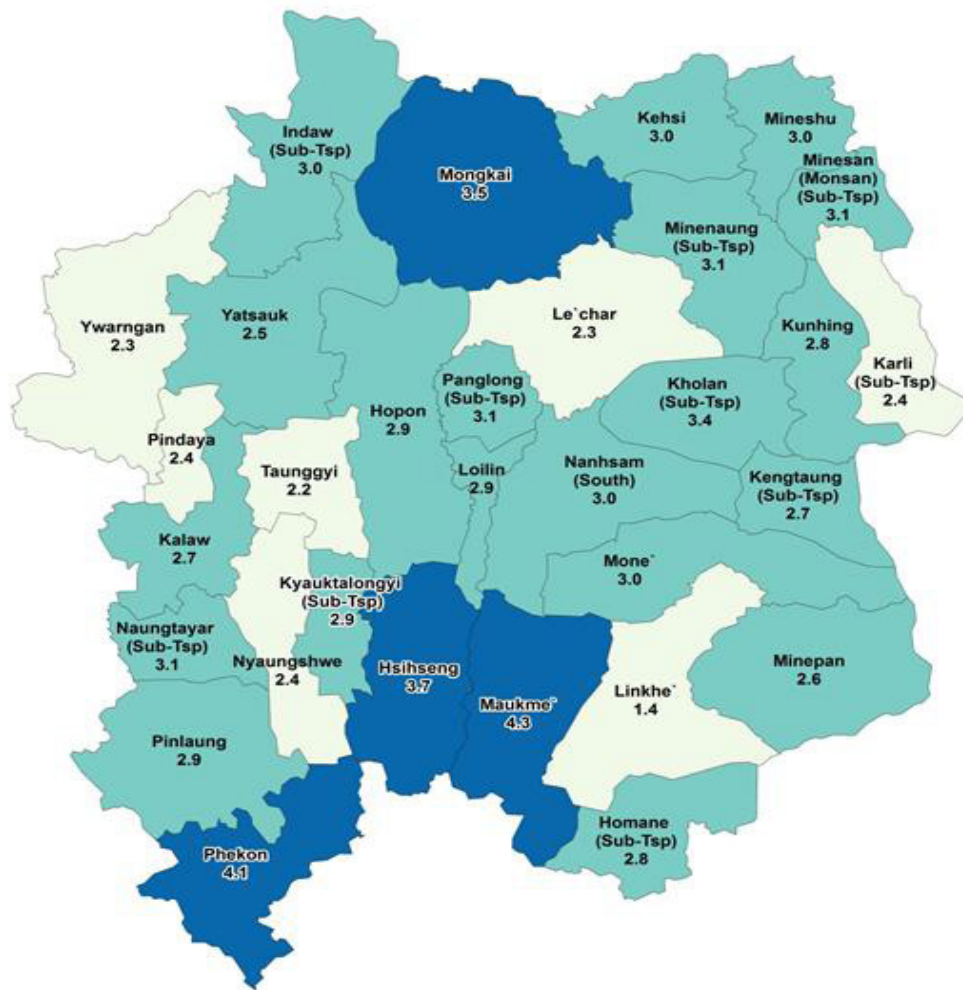 Indaw
(Sub-Tsp)
3.0
Mongkai
3.5
Kehsi
3.0
Mineshu
3.0
Minesan
(Monsan)
(Sub-Tsp)
3.1
Minenaung
(Sub-Tsp)
3.1
Ywarngan
2.3
Yatsauk
2.5
Le`char
2.3
Kunhing
2.8
Karli
(Sub-Tsp)
2.4
Panglong
(Sub-Tsp)
3.1
Kholan
(Sub-Tsp)
3.4
Hopon
2.9
Pindaya
2.4
Taunggyi
2.2
Loilin
2.9
Nanhsam
(South)
3.0
Kengtaung
(Sub-Tsp)
2.7
Kalaw
2.7
Mone`
3.0
Kyauktalongyi
(Sub-Tsp)
2.9
Naungtayar
(Sub-Tsp)
3.1
Nyaungshwe
2.4
Hsihseng
3.7
Maukme`
4.3
Linkhe`
1.4
Minepan
2.6
Pinlaung
2.9
Homane
(Sub-Tsp)
2.8
Phekon
4.1